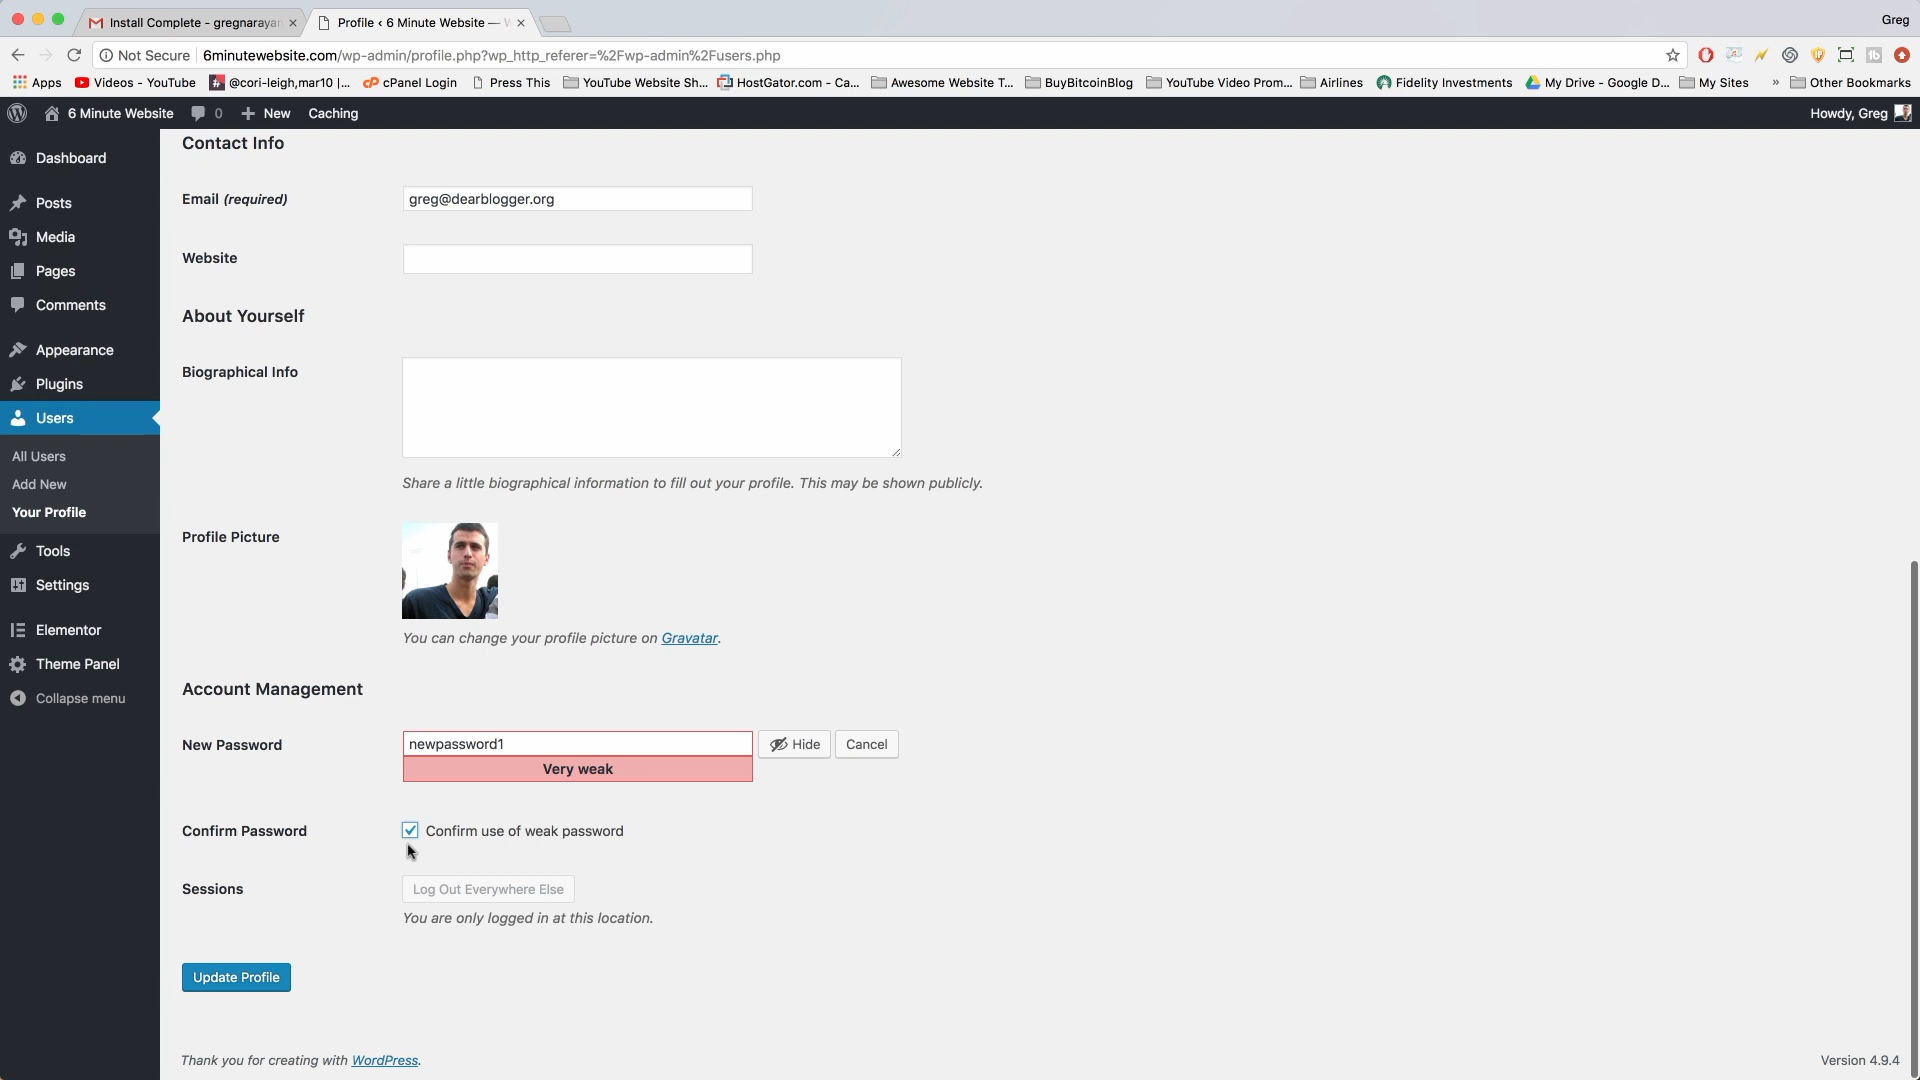 Install Complete - gregnarayan
Profile ‹ 6 Minute Website —
Greg
Not Secure
6minutewebsite.com/wp-admin/profile.php?wp_http_referer=%2Fwp-admin%2Fusers.php
Apps
Videos - YouTube
@cori-leigh,mar10 |...
cPanel Login
Press This
YouTube Website Sh...
HostGator.com - Ca...
Awesome Website T...
BuyBitcoinBlog
YouTube Video Prom...
Airlines
Fidelity Investments
My Drive - Google D...
My Sites
»
Other Bookmarks
6 Minute Website
0
New
Caching
Howdy, Greg
Dashboard
Posts
Media
Pages
Comments
Appearance
Plugins
Users
All Users
Add New
Your Profile
Tools
Settings
Elementor
Theme Panel
Collapse menu
Contact Info
Email (required)
greg@dearblogger.org
Website
About Yourself
Biographical Info
Share a little biographical information to fill out your profile. This may be shown publicly.
Profile Picture
You can change your profile picture on Gravatar.
Account Management
New Password
newpassword1
Hide
Cancel
Very weak
Confirm Password
Confirm use of weak password
Sessions
Log Out Everywhere Else
You are only logged in at this location.
Update Profile
Thank you for creating with WordPress.
Version 4.9.4